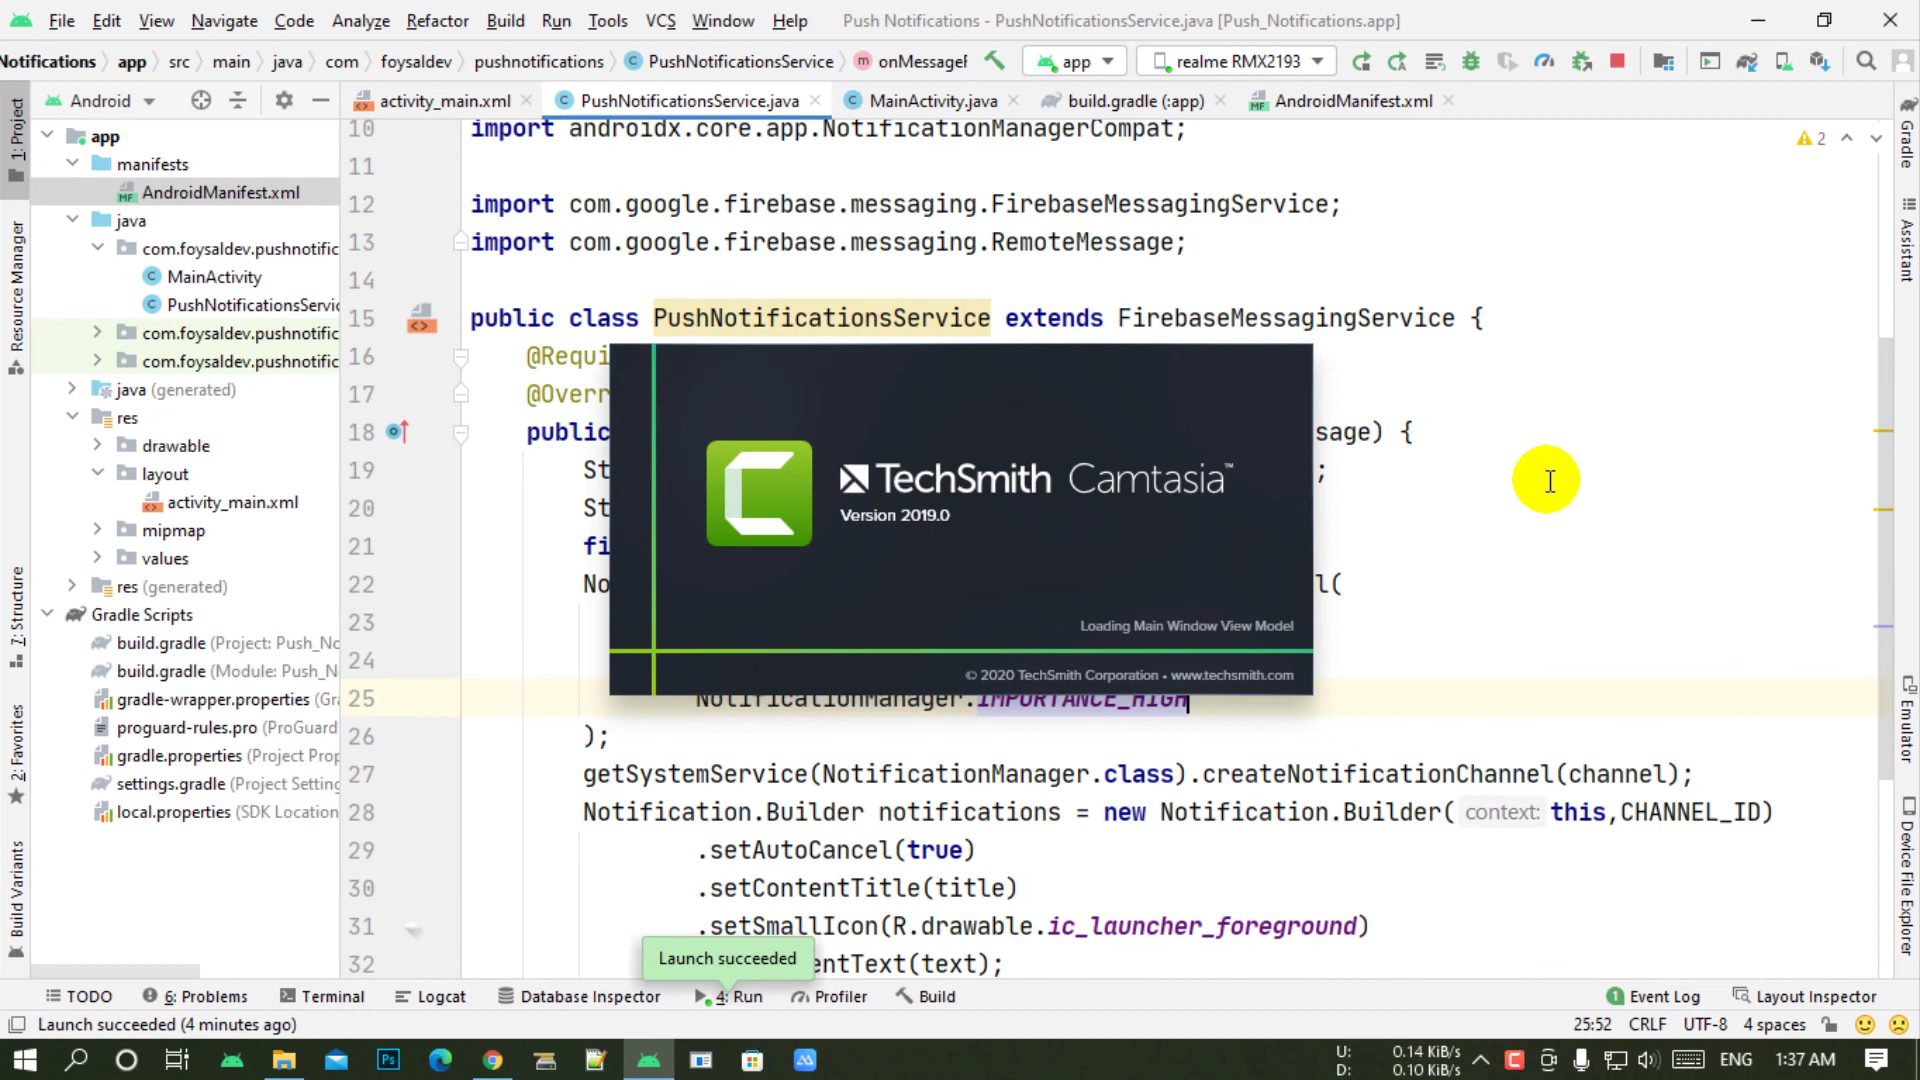 File Edit View Navigate Code Analyze Refactor Build Run Tools VCS Window Help Push Notifications - PushNotificationsService.java [Push_Notifications.app]
Notifications app src main java com foysaldev pushnotifications PushNotificationsService app realme RMX2193
Android activity_main.xml PushNotificationsService.java MainActivity.java build.gradle (:app) AndroidManifest.xml
1: Project
Resource Manager
7: Structure
2: Favorites
Build Variants
app
manifests
AndroidManifest.xml
java
com.foysaldev.pushnotific
MainActivity
PushNotificationsServic
com.foysaldev.pushnotific
com.foysaldev.pushnotific
java (generated)
res
drawable
layout
activity_main.xml
mipmap
values
res (generated)
Gradle Scripts
build.gradle (Project: Push_No
build.gradle (Module: Push_N
gradle-wrapper.properties (Gra
proguard-rules.pro (ProGuard
gradle.properties (Project Prop
settings.gradle (Project Setting
local.properties (SDK Location
2
10 import androidx.core.app.NotificationManagerCompat;
11
12 import com.google.firebase.messaging.FirebaseMessagingService;
13 import com.google.firebase.messaging.RemoteMessage;
14
15 public class PushNotificationsService extends FirebaseMessagingService {
16 @Requi
17 @Overr
18 public sage) {
19 St ;
20 St
21 fi
22 No l(
23
24
25 NotificationManager.IMPORTANCE_HIGH
26 );
27 getSystemService(NotificationManager.class).createNotificationChannel(channel);
28 Notification.Builder notifications = new Notification.Builder( context: this,CHANNEL_ID)
29 .setAutoCancel(true)
30 .setContentTitle(title)
31 .setSmallIcon(R.drawable.ic_launcher_foreground)
32 entText(text);
TechSmith Camtasia™
Version 2019.0
Loading Main Window View Model
© 2020 TechSmith Corporation • www.techsmith.com
Launch succeeded
Gradle
Assistant
Emulator
Device File Explorer
TODO 6: Problems Terminal Logcat Database Inspector 4: Run Profiler Build 1 Event Log Layout Inspector
Launch succeeded (4 minutes ago) 25:52 CRLF UTF-8 4 spaces
U: 0.14 KiB/s
D: 0.10 KiB/s
ENG 1:37 AM